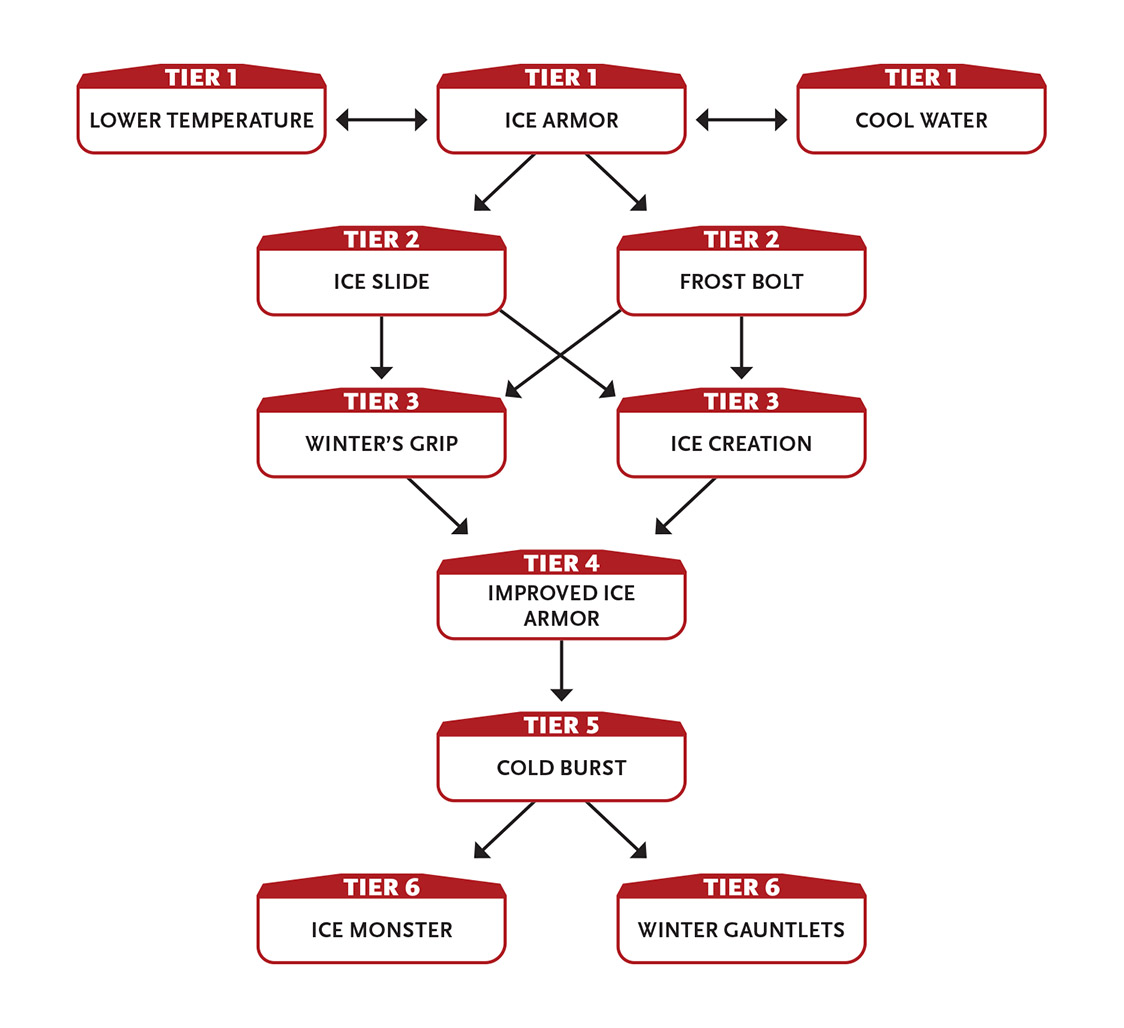 TIER 1
LOWER TEMPERATURE
TIER 1
ICE ARMOR
TIER 1
COOL WATER
TIER 2
ICE SLIDE
TIER 2
FROST BOLT
TIER 3
WINTER’S GRIP
TIER 3
ICE CREATION
TIER 4
IMPROVED ICE
ARMOR
TIER 5
COLD BURST
TIER 6
ICE MONSTER
TIER 6
WINTER GAUNTLETS